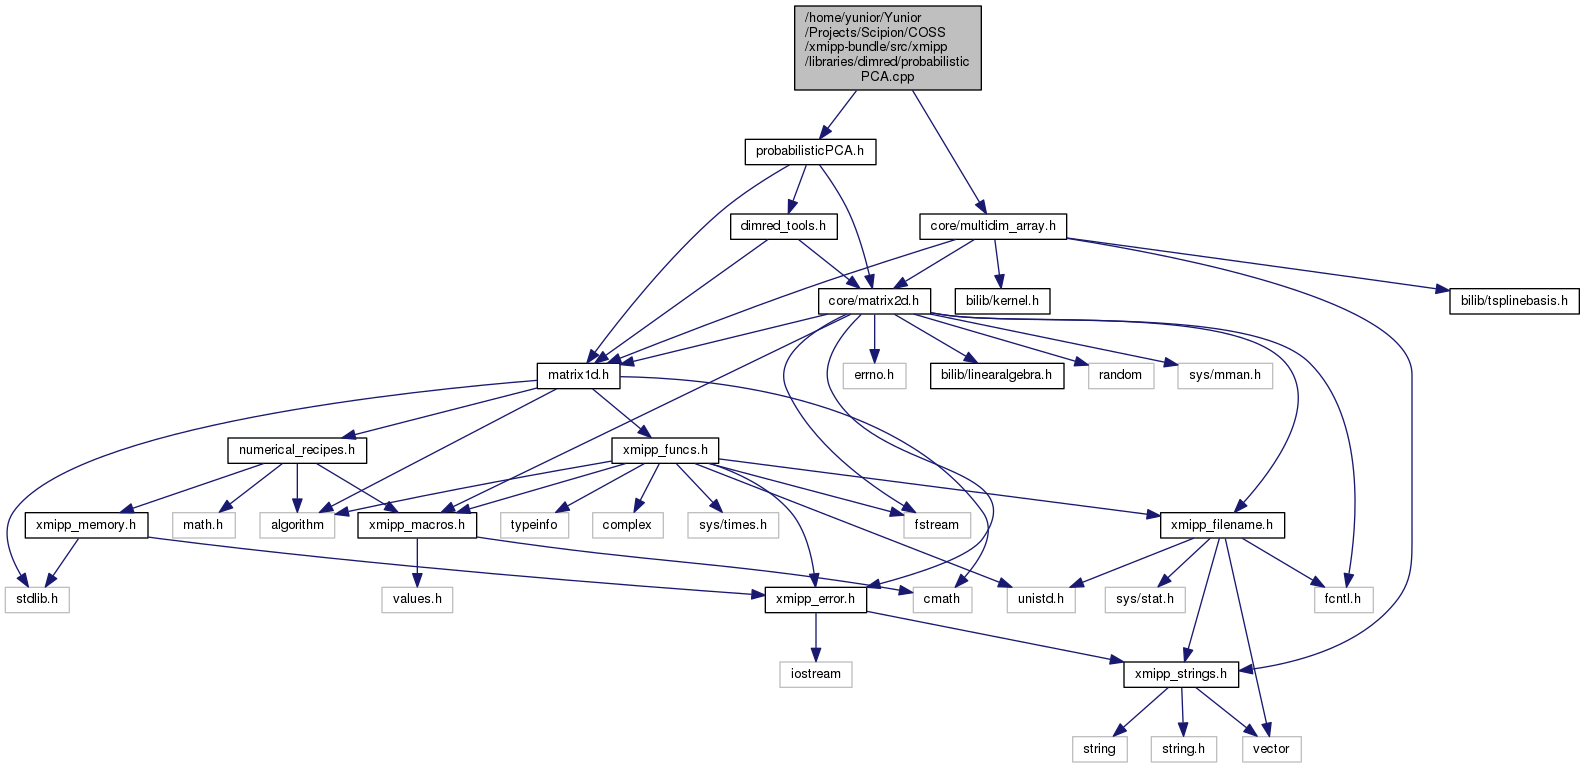 /home/yunior/Yunior
/Projects/Scipion/COSS
/xmipp-bundle/src/xmipp
/libraries/dimred/probabilistic
PCA.cpp
probabilisticPCA.h
dimred_tools.h
core/multidim_array.h
core/matrix2d.h
bilib/kernel.h
bilib/tsplinebasis.h
matrix1d.h
errno.h
bilib/linearalgebra.h
random
sys/mman.h
numerical_recipes.h
xmipp_funcs.h
xmipp_memory.h
math.h
algorithm
xmipp_macros.h
typeinfo
complex
sys/times.h
fstream
xmipp_filename.h
stdlib.h
values.h
xmipp_error.h
cmath
unistd.h
sys/stat.h
fcntl.h
iostream
xmipp_strings.h
string
string.h
vector